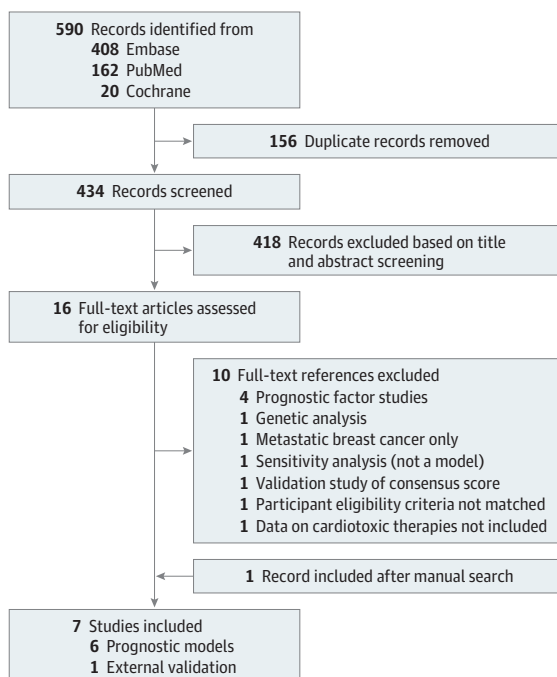 590 Records identified from
408 Embase
162 PubMed
20 Cochrane
156 Duplicate records removed
434 Records screened
418 Records excluded based on title
and abstract screening
16 Full-text articles assessed
for eligibility
10 Full-text references excluded
4 Prognostic factor studies
1 Genetic analysis
1 Metastatic breast cancer only
1 Sensitivity analysis (not a model)
1 Validation study of consensus score
1 Participant eligibility criteria not matched
1 Data on cardiotoxic therapies not included
1 Record included after manual search
7 Studies included
6 Prognostic models
1 External validation